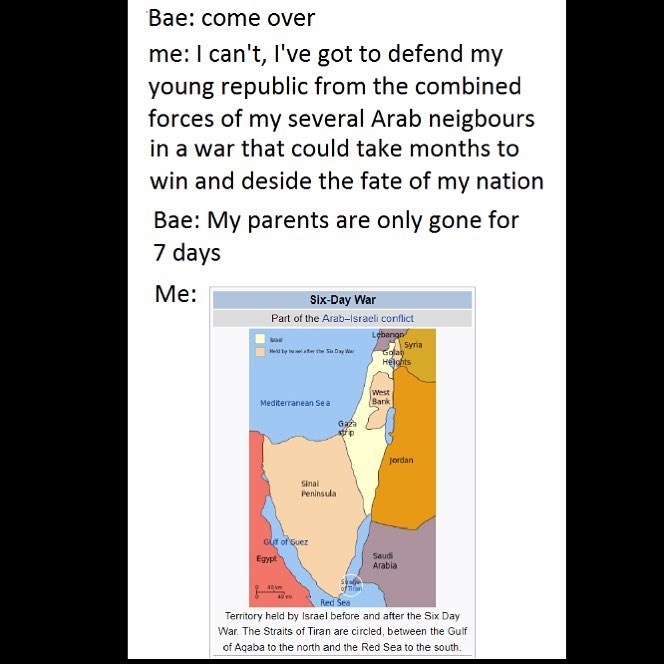 Bae: come over
me: I can't, I've got to defend my
young republic from the combined
forces of my several Arab neigbours
in a war that could take months to
win and deside the fate of my nation
Bae: My parents are only gone for
7 days
Me:
Six-Day War
Part of the Arab–Israeli conflict
Israel
Held by Israel after the Six Day War
Lebanon
Syria
Golan
Heights
West
Bank
Mediterranean Sea
Gaza
strip
Jordan
Sinai
Peninsula
Gulf of Suez
Egypt
Saudi
Arabia
Straits
of Tiran
0 40 km
0 40 mi
Red Sea
Territory held by Israel before and after the Six Day
War. The Straits of Tiran are circled, between the Gulf
of Aqaba to the north and the Red Sea to the south.